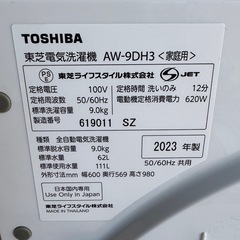 TOSHIBA
東芝電気洗濯機 AW-9DH3 <家庭用>
PS E
東芝ライフスタイル株式会社
S JET
定格電圧 100V
定格周波数 50/60Hz
標準洗濯容量 9.0kg
定格時間 洗いのみ 12分
電動機定格消費電力 620W
619011 SZ
品名 全自動電気洗濯機
標準脱水容量 9.0kg
標準水量 62L
標準使用水量 111L
外形寸法 mm 幅600 奥行569 高さ980
2023 年製
50/60Hz 共用
日本国内専用
Use Only in Japan
東芝ライフスタイル株式会社
MADE IN THAILAND